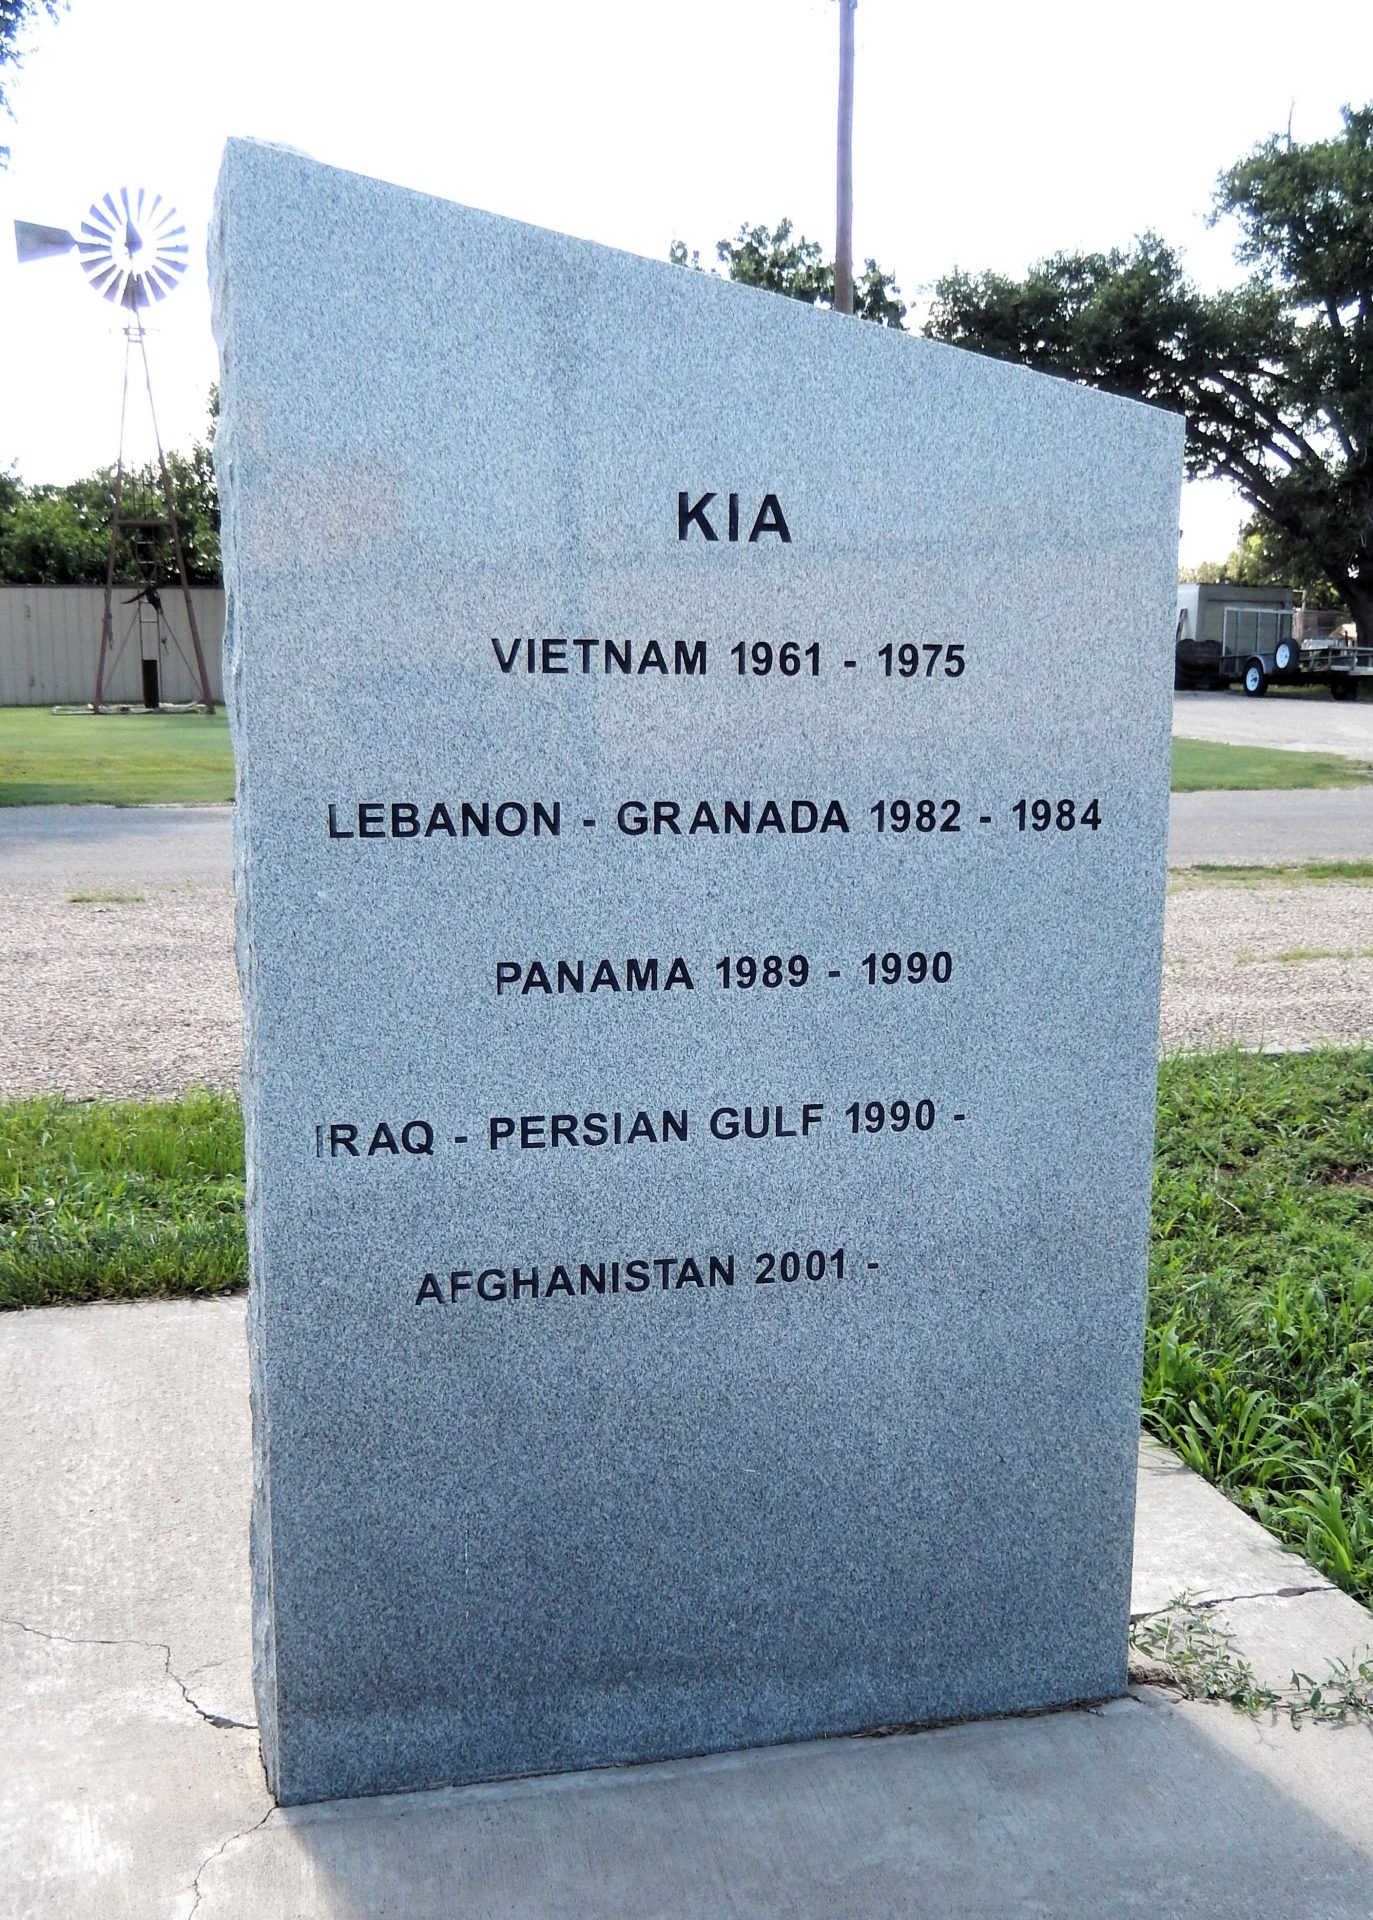 KIA
VIETNAM 1961 - 1975
LEBANON - GRANADA 1982 - 1984
PANAMA 1989 - 1990
IRAQ - PERSIAN GULF 1990 -
AFGHANISTAN 2001 -